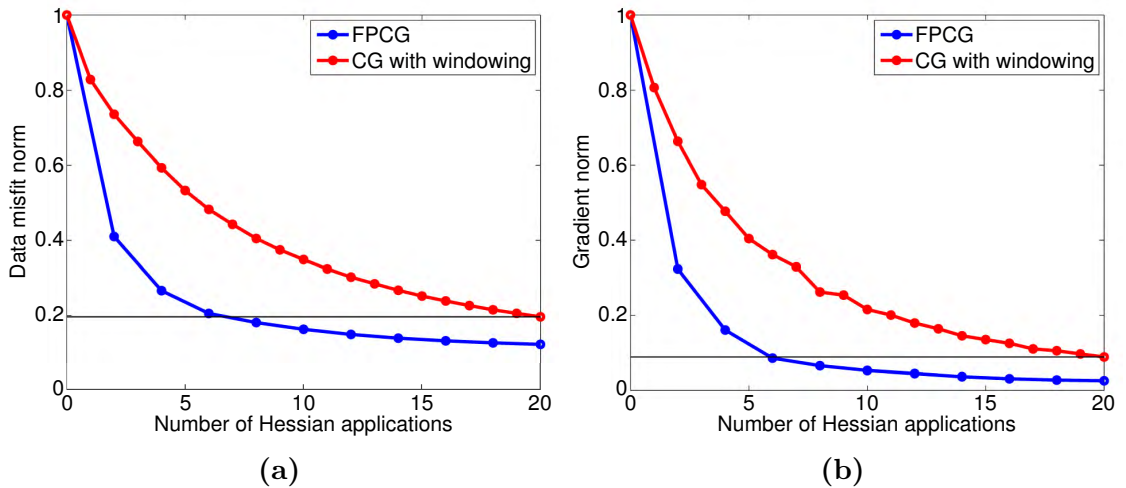 1
0.8
0.6
0.4
0.2
0
0 5 10 15 20
Data misfit norm
Number of Hessian applications
FPCG
CG with windowing
(a)
1
0.8
0.6
0.4
0.2
0
0 5 10 15 20
Gradient norm
Number of Hessian applications
FPCG
CG with windowing
(b)